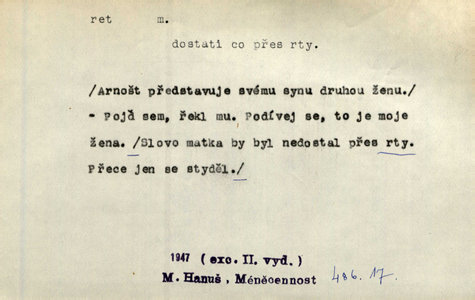 ret m.
dostati co přes rty.
/Arnošt představuje svému synu druhou ženu./
- Pojď sem, řekl mu. Podívej se, to je moje
žena. /Slovo matka by byl nedostal přes rty.
Přece jen se styděl./
1947 (exc. II. vyd.)
M. Hanuš, Méněcennost 486.17.